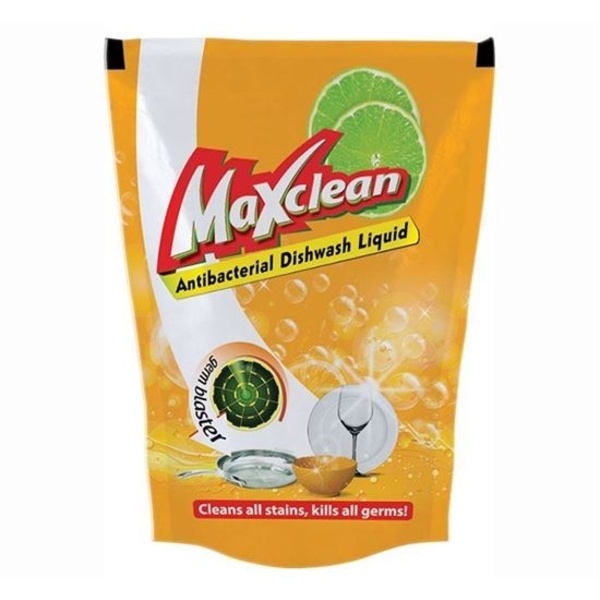 Maxclean
Antibacterial Dishwash Liquid
germ blaster
Cleans all stains, kills all germs!